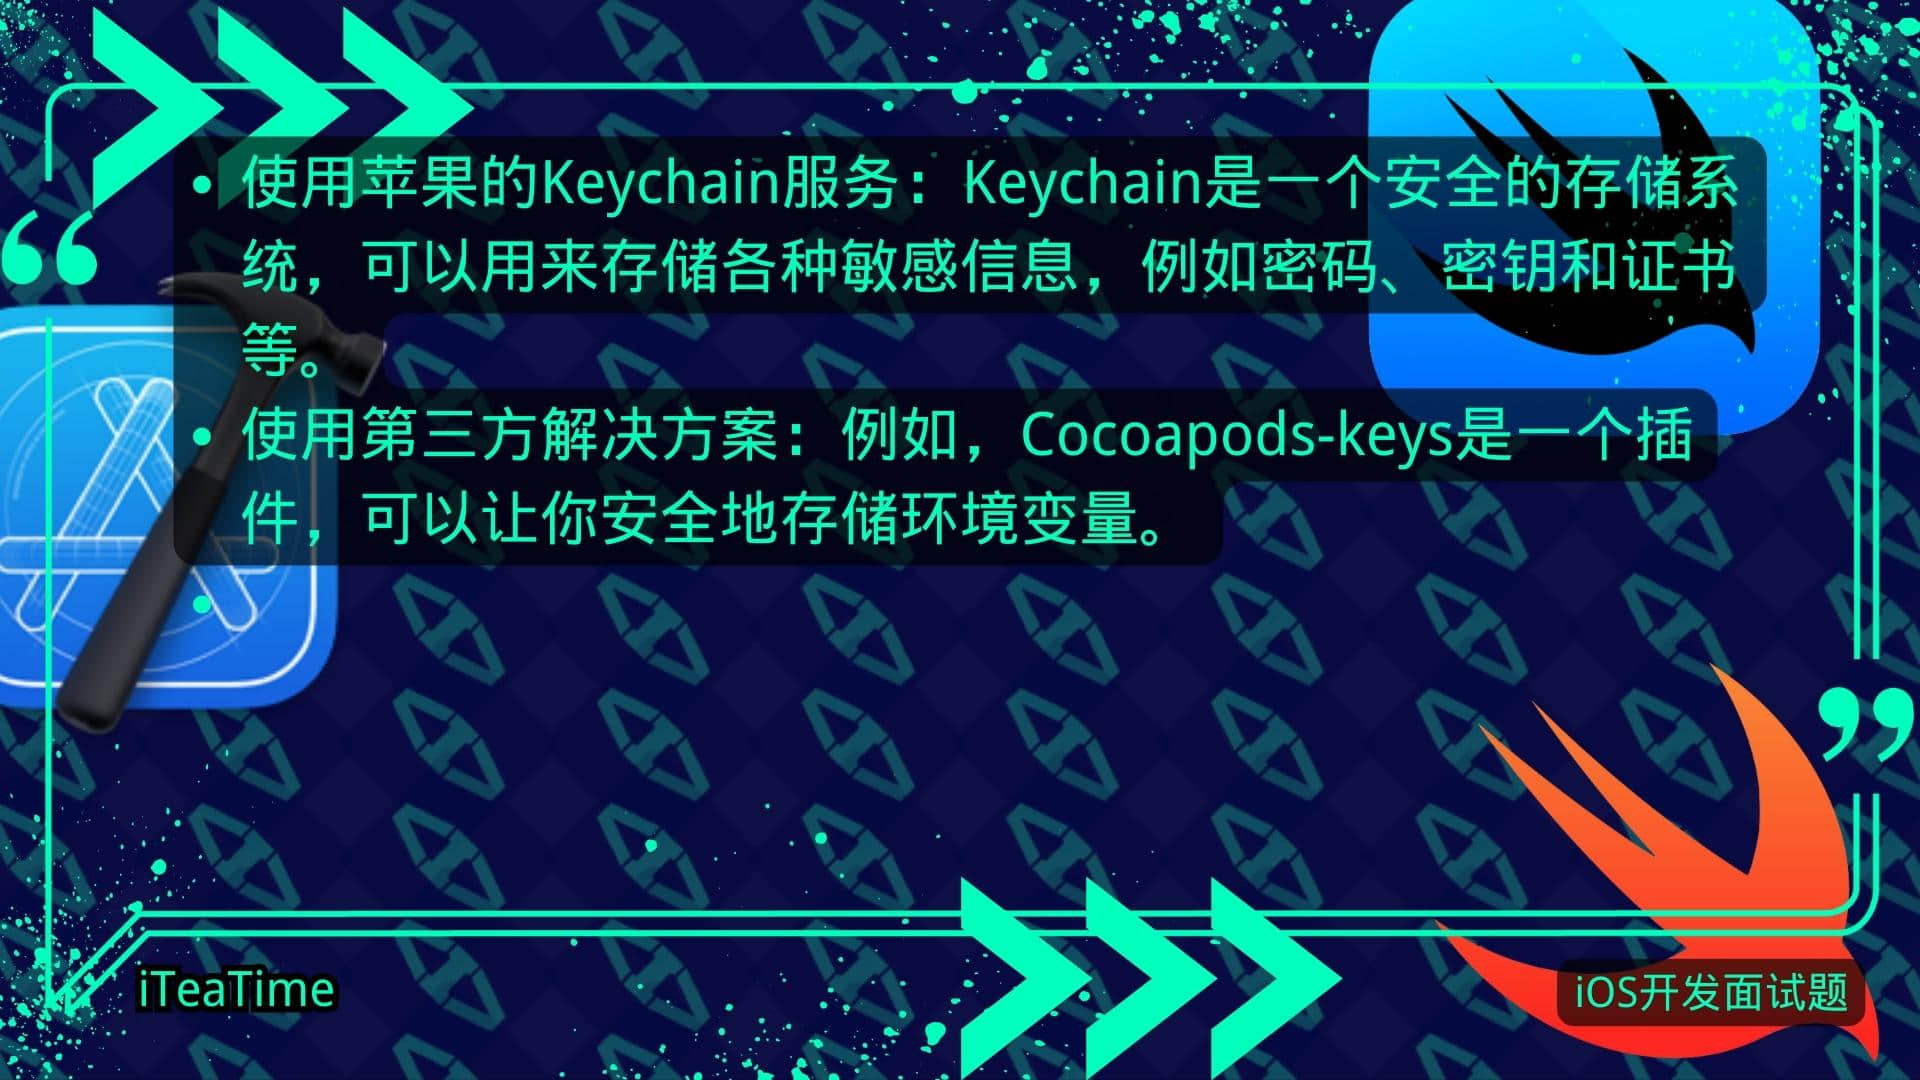 • 使用苹果的Keychain服务：Keychain是一个安全的存储系
统，可以用来存储各种敏感信息，例如密码、密钥和证书
等。
• 使用第三方解决方案：例如，Cocoapods-keys是一个插
件，可以让你安全地存储环境变量。
•
iTeaTime
iOS开发面试题